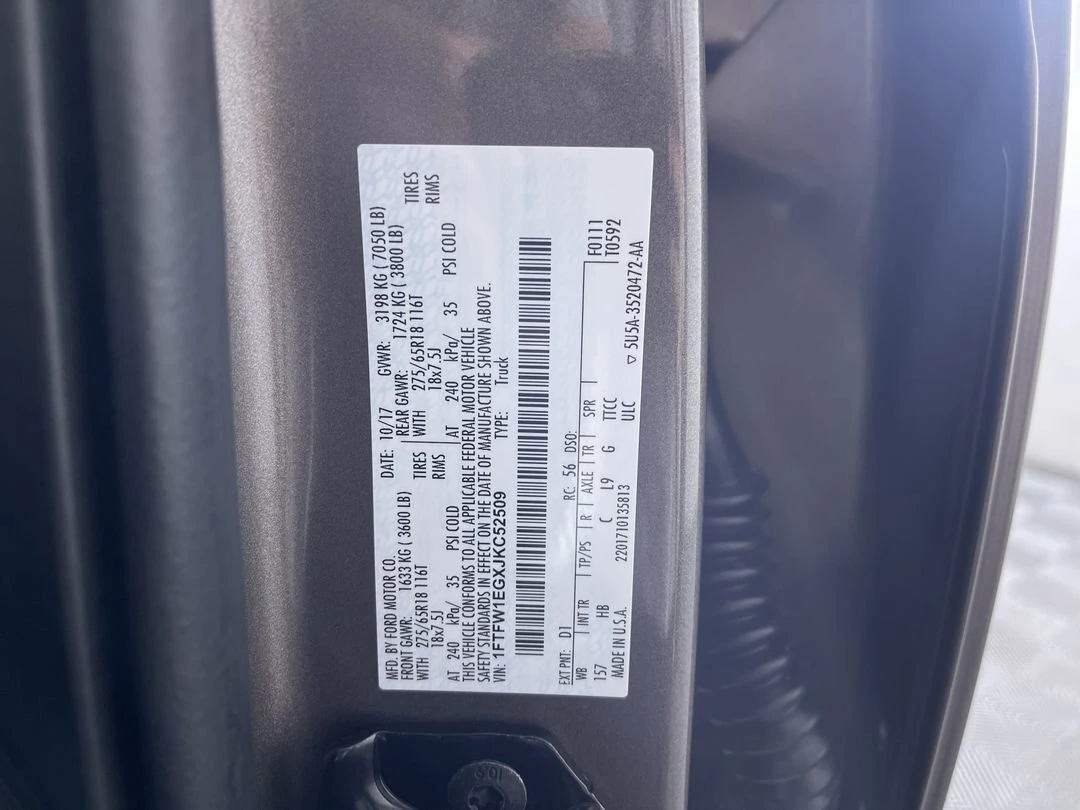 MFD. BY FORD MOTOR CO.
DATE: 10/17 GVWR: 3198 KG ( 7050 LB)
FRONT GAWR: 1633 KG ( 3600 LB) REAR GAWR: 1724 KG ( 3800 LB)
WITH 275/65R18 116T TIRES WITH 275/65R18 116T TIRES
18x7.5J RIMS 18x7.5J RIMS
AT 240 kPa/ 35 PSI COLD AT 240 kPa/ 35 PSI COLD
THIS VEHICLE CONFORMS TO ALL APPLICABLE FEDERAL MOTOR VEHICLE
SAFETY STANDARDS IN EFFECT ON THE DATE OF MANUFACTURE SHOWN ABOVE.
VIN: 1FTFW1EGXJKC52509 TYPE: Truck
EXT PNT: D1 RC: 56 DSO:
WB INT TR TP/PS R AXLE TR SPR F0111
157 HB C L9 G TTCC T0592
MADE IN U.S.A. 2201710135813 ULC
▽ 5U5A-3520472-AA